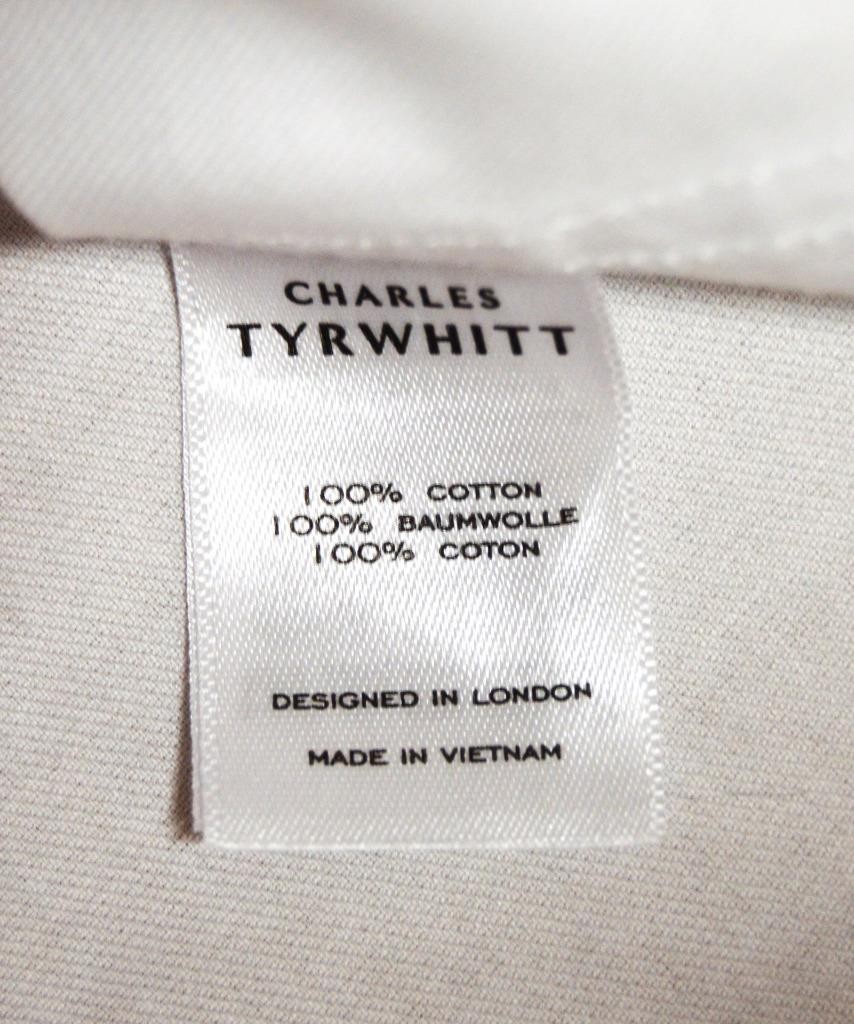 CHARLES
TYRWHITT
100% COTTON
100% BAUMWOLLE
100% COTON
DESIGNED IN LONDON
MADE IN VIETNAM